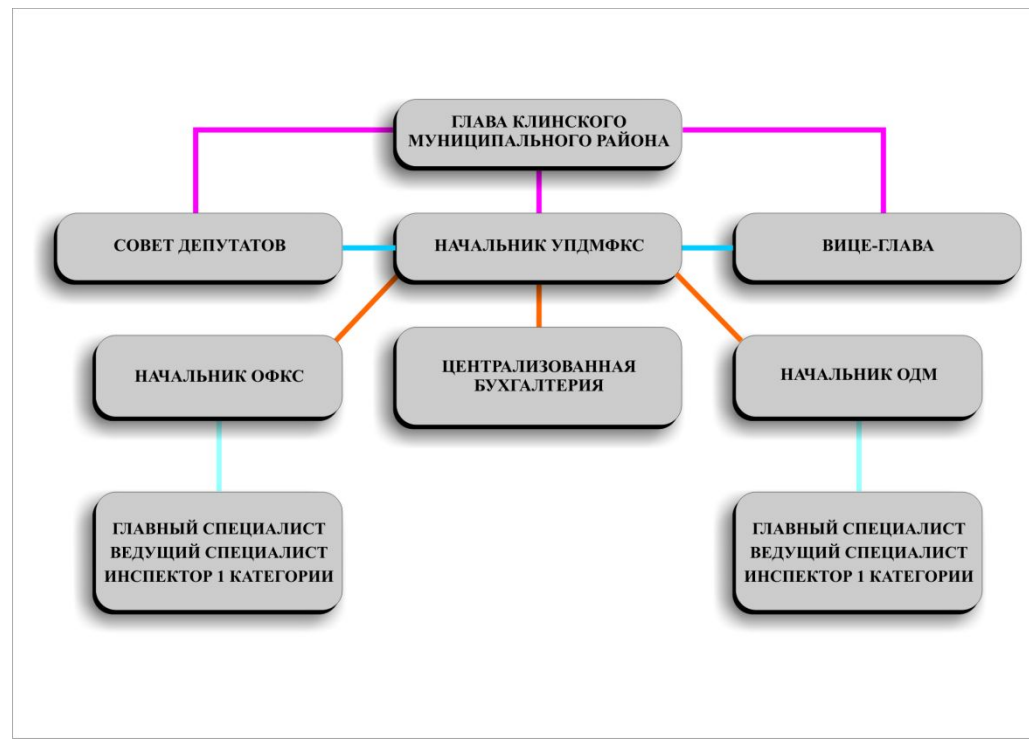 ГЛАВА КЛИНСКОГО
МУНИЦИПАЛЬНОГО РАЙОНА
СОВЕТ ДЕПУТАТОВ
НАЧАЛЬНИК УПДМФКС
ВИЦЕ-ГЛАВА
НАЧАЛЬНИК ОФКС
ЦЕНТРАЛИЗОВАННАЯ
БУХГАЛТЕРИЯ
НАЧАЛЬНИК ОДМ
ГЛАВНЫЙ СПЕЦИАЛИСТ
ВЕДУЩИЙ СПЕЦИАЛИСТ
ИНСПЕКТОР 1 КАТЕГОРИИ
ГЛАВНЫЙ СПЕЦИАЛИСТ
ВЕДУЩИЙ СПЕЦИАЛИСТ
ИНСПЕКТОР 1 КАТЕГОРИИ